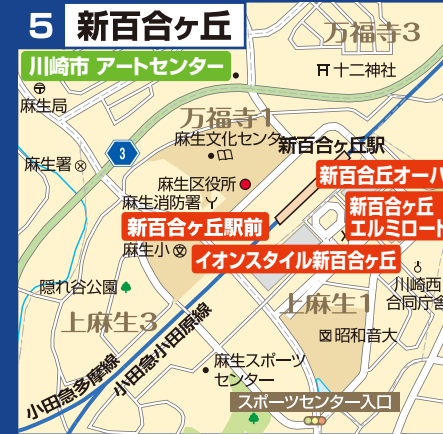 5 新百合ヶ丘
万福寺3
川崎市 アートセンター
十二神社
麻生局
万福寺1
麻生文化センタ
新百合ヶ丘駅
3
麻生署
新百合丘オーパ
麻生区役所
麻生消防署
新百合ヶ丘
エルミロード
新百合ヶ丘駅前
麻生小
イオンスタイル新百合ヶ丘
川崎西
合同庁舎
隠れ谷公園
上麻生1
上麻生3
昭和音大
小田急多摩線
小田急小田原線
麻生スポーツ
センター
スポーツセンター入口